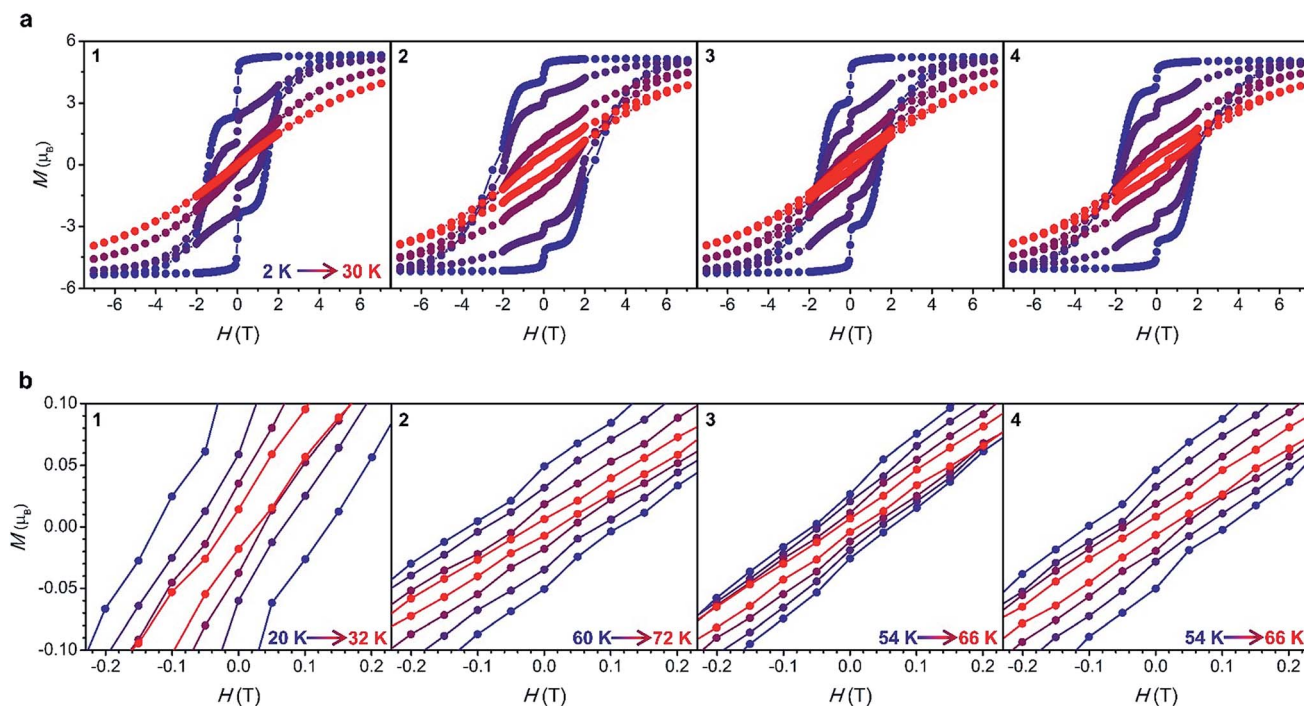 a
1 2 3 4
6
3
0
-3
-6
M (μB)
2 K 30 K
-6 -4 -2 0 2 4 6 -6 -4 -2 0 2 4 6 -6 -4 -2 0 2 4 6 -6 -4 -2 0 2 4 6
H (T) H (T) H (T) H (T)
b
0.10
1 2 3 4
0.05
0.00
-0.05
-0.10
M (μB)
20 K 32 K 60 K 72 K 54 K 66 K 54 K 66 K
-0.2 -0.1 0.0 0.1 0.2 -0.2 -0.1 0.0 0.1 0.2 -0.2 -0.1 0.0 0.1 0.2 -0.2 -0.1 0.0 0.1 0.2
H (T) H (T) H (T) H (T)